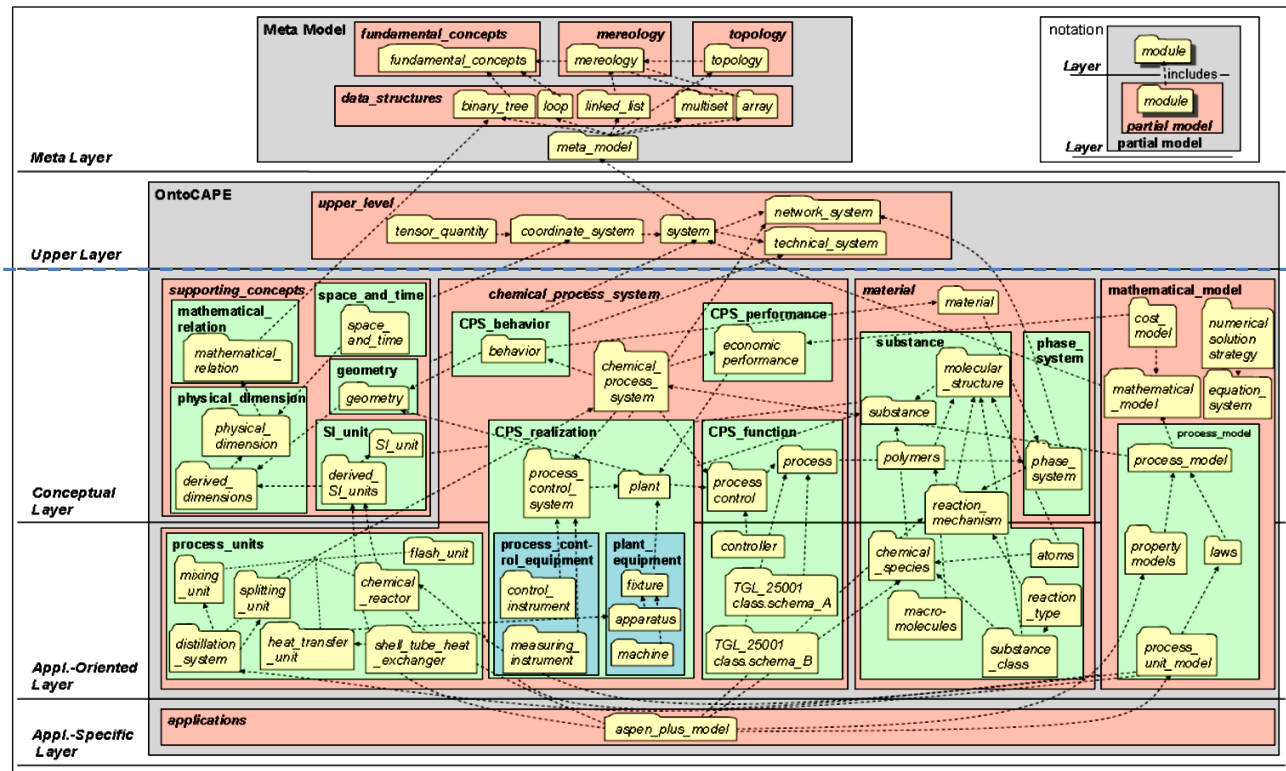 Meta Model
fundamental_concepts
mereology
topology
fundamental_concepts
mereology
topology
data_structures
binary_tree
loop
linked_list
multiset
array
meta_model
Meta Layer
notation
module
Layer
includes
module
partial model
Layer
partial model
OntoCAPE
upper_level
tensor_quantity
coordinate_system
system
network_system
technical_system
Upper Layer
supporting_concepts
mathematical_
relation
mathematical_
relation
space_and_time
space_
and_time
geometry
geometry
physical_dimension
physical_
dimension
derived_
dimensions
SI_unit
SI_unit
derived_
SI_units
chemical_process_system
CPS_behavior
behavior
chemical_
process_
system
CPS_performance
economic
performance
CPS_realization
process_
control_
system
plant
CPS_function
process
process
control
material
material
substance
molecular
_structure
substance
polymers
reaction_
mechanism
phase_
system
phase_
system
mathematical_model
cost_
model
numerical
solution
strategy
mathematical
_model
equation_
system
process_model
process_model
Conceptual
Layer
process_units
mixing
_unit
splitting
_unit
flash_unit
chemical_
reactor
distillation
_system
heat_transfer
_unit
shell_tube_heat
_exchanger
process_cont-
rol_equipment
control_
instrument
measuring_
instrument
plant_
equipment
fixture
apparatus
machine
controller
TGL_25001
class.schema_A
TGL_25001
class.schema_B
chemical
_species
atoms
macro-
molecules
reaction
_type
substance
_class
property
models
laws
process_
unit_model
Appl.-Oriented
Layer
applications
aspen_plus_model
Appl.-Specific
Layer